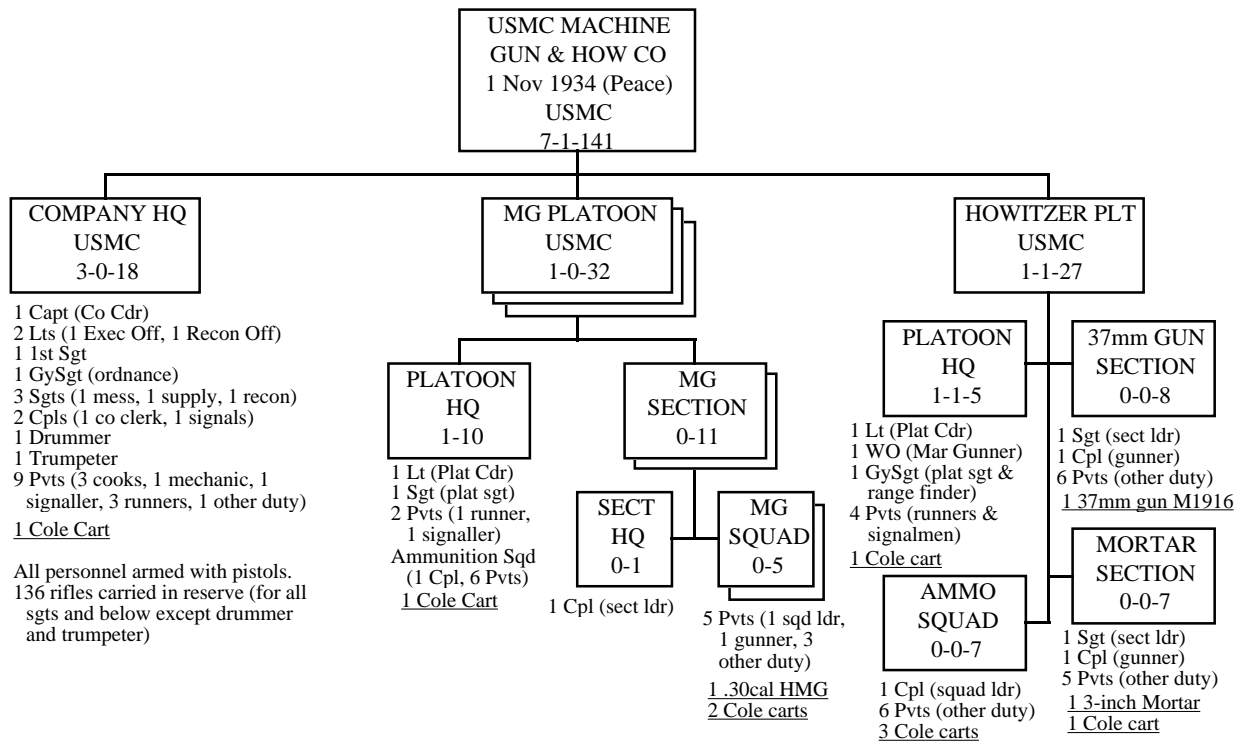 USMC MACHINE
GUN & HOW CO
1 Nov 1934 (Peace)
USMC
7-1-141
COMPANY HQ
USMC
3-0-18
1 Capt (Co Cdr)
2 Lts (1 Exec Off, 1 Recon Off)
1 1st Sgt
1 GySgt (ordnance)
3 Sgts (1 mess, 1 supply, 1 recon)
2 Cpls (1 co clerk, 1 signals)
1 Drummer
1 Trumpeter
9 Pvts (3 cooks, 1 mechanic, 1
signaller, 3 runners, 1 other duty)
1 Cole Cart
All personnel armed with pistols.
136 rifles carried in reserve (for all
sgts and below except drummer
and trumpeter)
MG PLATOON
USMC
1-0-32
PLATOON
HQ
1-10
1 Lt (Plat Cdr)
1 Sgt (plat sgt)
2 Pvts (1 runner,
1 signaller)
Ammunition Sqd
(1 Cpl, 6 Pvts)
1 Cole Cart
MG
SECTION
0-11
SECT
HQ
0-1
1 Cpl (sect ldr)
MG
SQUAD
0-5
5 Pvts (1 sqd ldr,
1 gunner, 3
other duty)
1 .30cal HMG
2 Cole carts
HOWITZER PLT
USMC
1-1-27
PLATOON
HQ
1-1-5
1 Lt (Plat Cdr)
1 WO (Mar Gunner)
1 GySgt (plat sgt &
range finder)
4 Pvts (runners &
signalmen)
1 Cole cart
37mm GUN
SECTION
0-0-8
1 Sgt (sect ldr)
1 Cpl (gunner)
6 Pvts (other duty)
1 37mm gun M1916
AMMO
SQUAD
0-0-7
1 Cpl (squad ldr)
6 Pvts (other duty)
3 Cole carts
MORTAR
SECTION
0-0-7
1 Sgt (sect ldr)
1 Cpl (gunner)
5 Pvts (other duty)
1 3-inch Mortar
1 Cole cart